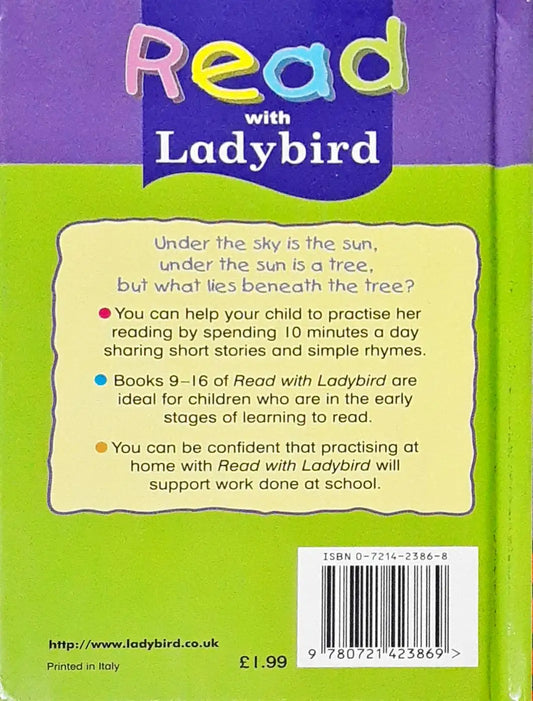 Read
with
Ladybird
Under the sky is the sun,
under the sun is a tree,
but what lies beneath the tree?
You can help your child to practise her
reading by spending 10 minutes a day
sharing short stories and simple rhymes.
Books 9–16 of Read with Ladybird are
ideal for children who are in the early
stages of learning to read.
You can be confident that practising at
home with Read with Ladybird will
support work done at school.
ISBN 0-7214-2386-8
9 780721 423869 >
http://www.ladybird.co.uk
Printed in Italy
£1.99